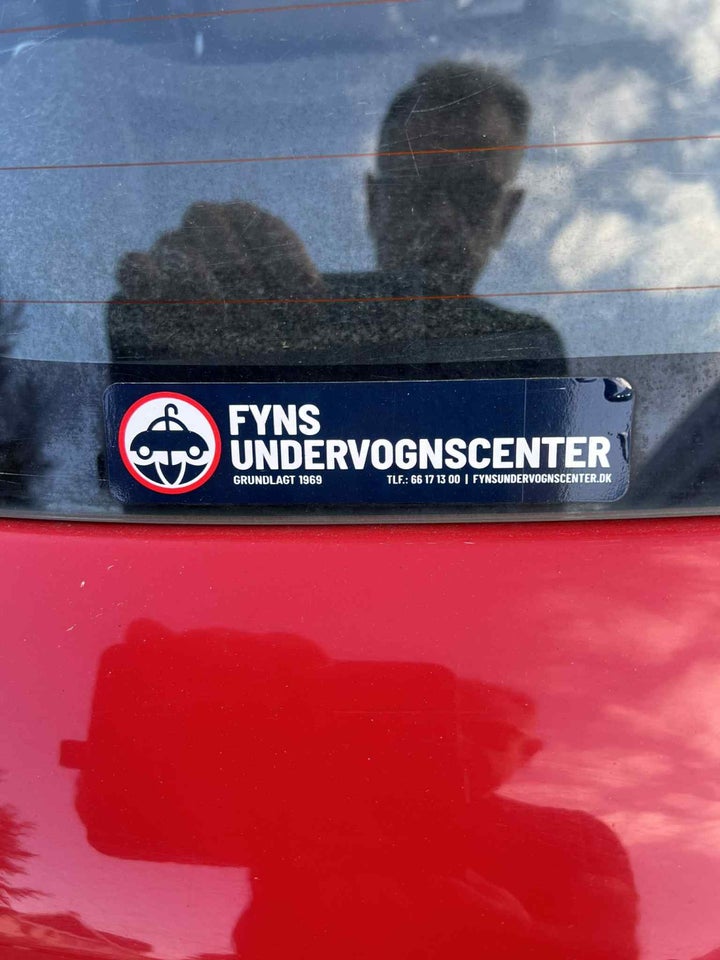 FYNS
UNDERVOGNSCENTER
GRUNDLAGT 1969 TLF.: 66 17 13 00 | FYNSUNDERVOGNSCENTER.DK